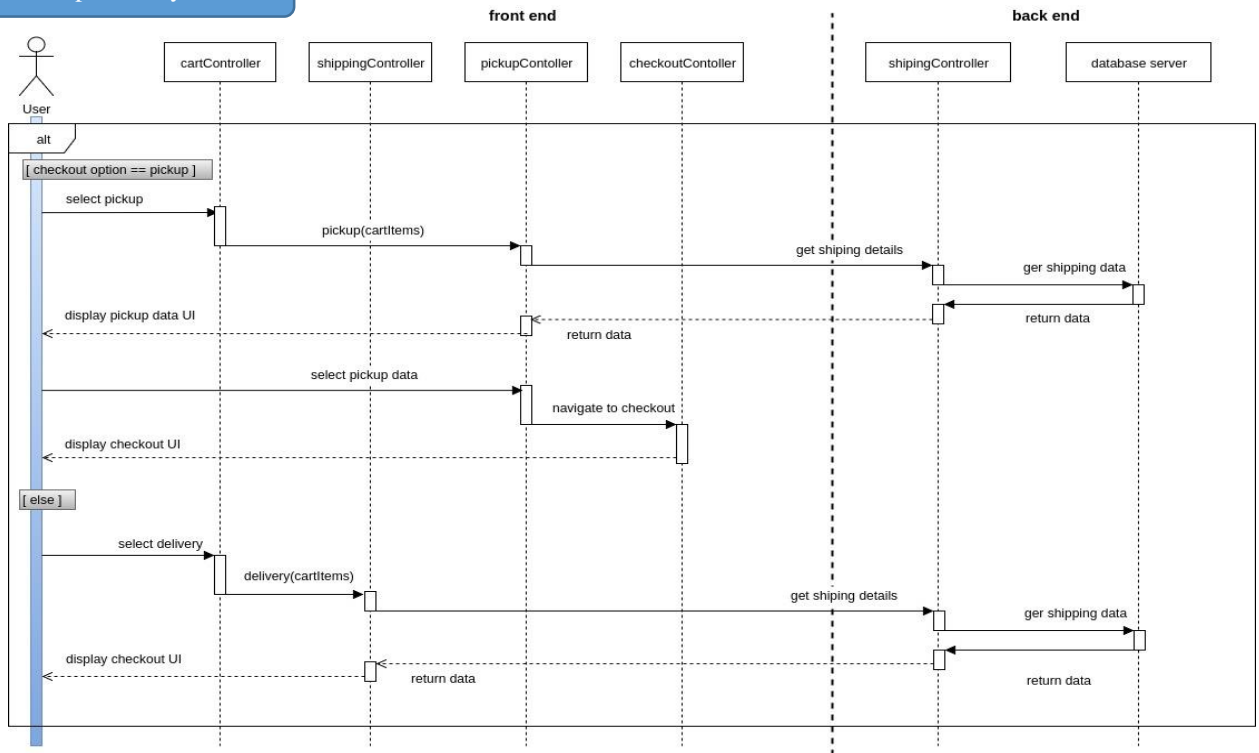 front end
back end
cartController
shippingController
pickupContoller
checkoutContoller
shipingController
database server
User
alt
[ checkout option == pickup ]
select pickup
pickup(cartItems)
get shiping details
ger shipping data
display pickup data UI
return data
return data
select pickup data
navigate to checkout
display checkout UI
[ else ]
select delivery
delivery(cartItems)
get shiping details
ger shipping data
display checkout UI
return data
return data